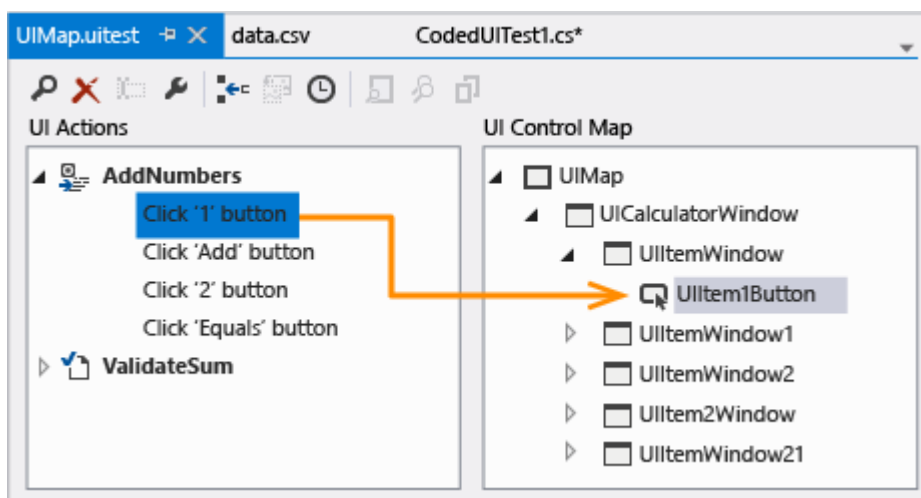 UIMap.uitest data.csv CodedUITest1.cs*
UI Actions
AddNumbers
Click '1' button
Click 'Add' button
Click '2' button
Click 'Equals' button
ValidateSum
UI Control Map
UIMap
UICalculatorWindow
UIItemWindow
UIItem1Button
UIItemWindow1
UIItemWindow2
UIItem2Window
UIItemWindow21